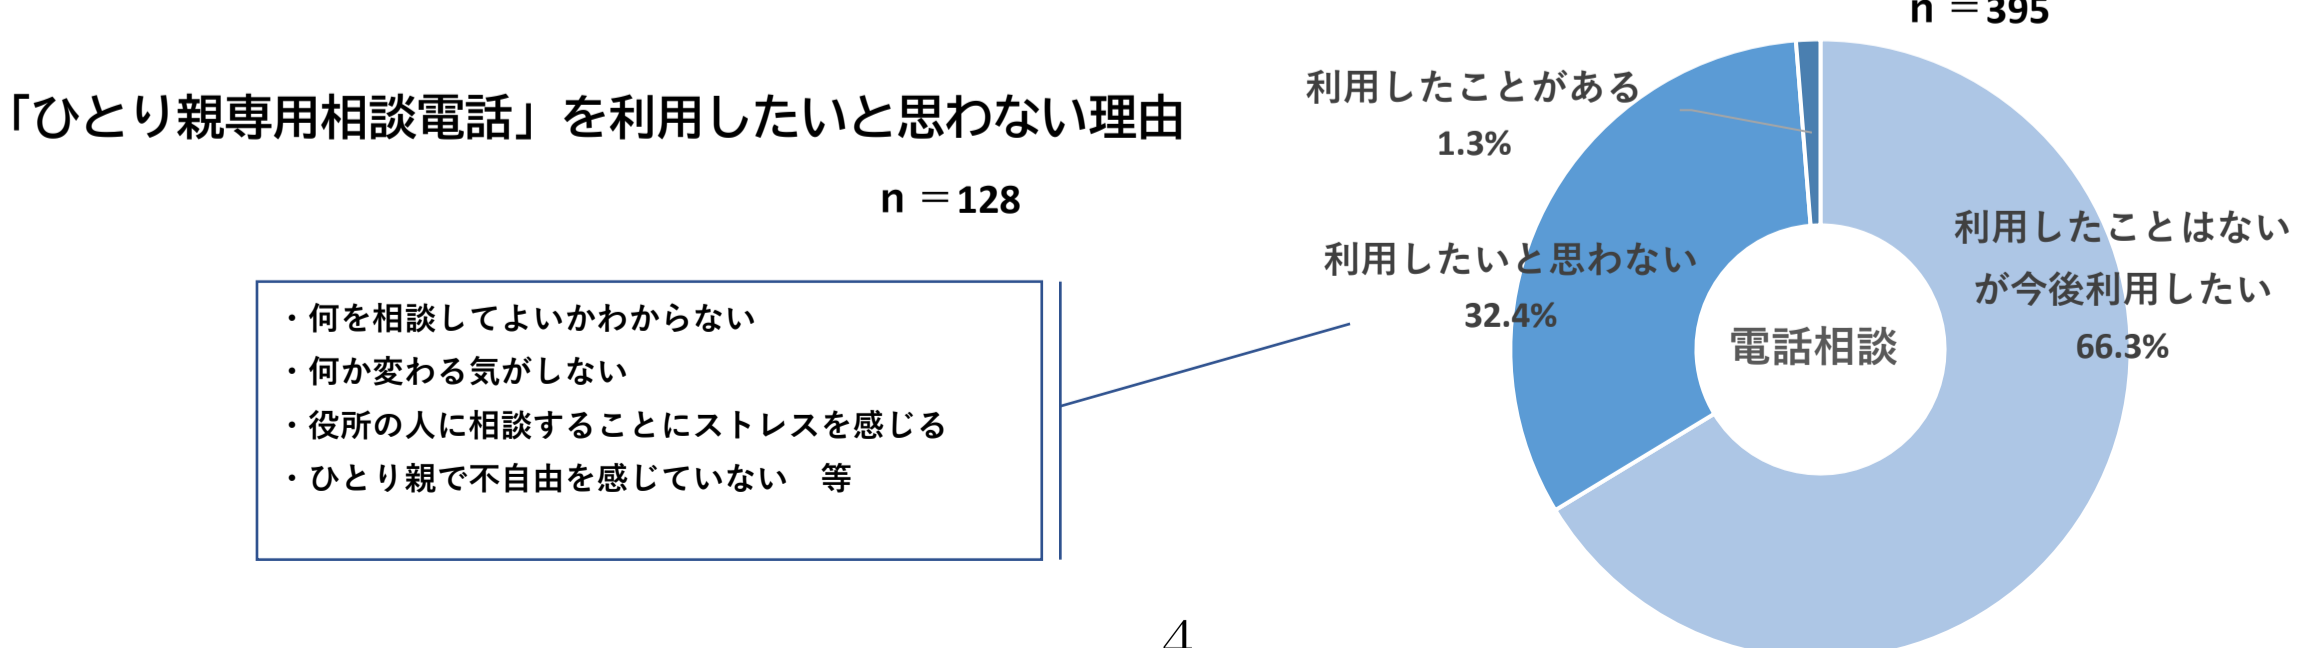 「ひとり親専用相談電話」を利用したいと思わない理由
n ＝128
・何を相談してよいかわからない
・何か変わる気がしない
・役所の人に相談することにストレスを感じる
・ひとり親で不自由を感じていない　等
n ＝395
利用したことがある
1.3%
利用したいと思わない
32.4%
利用したことはない
が今後利用したい
66.3%
電話相談
4